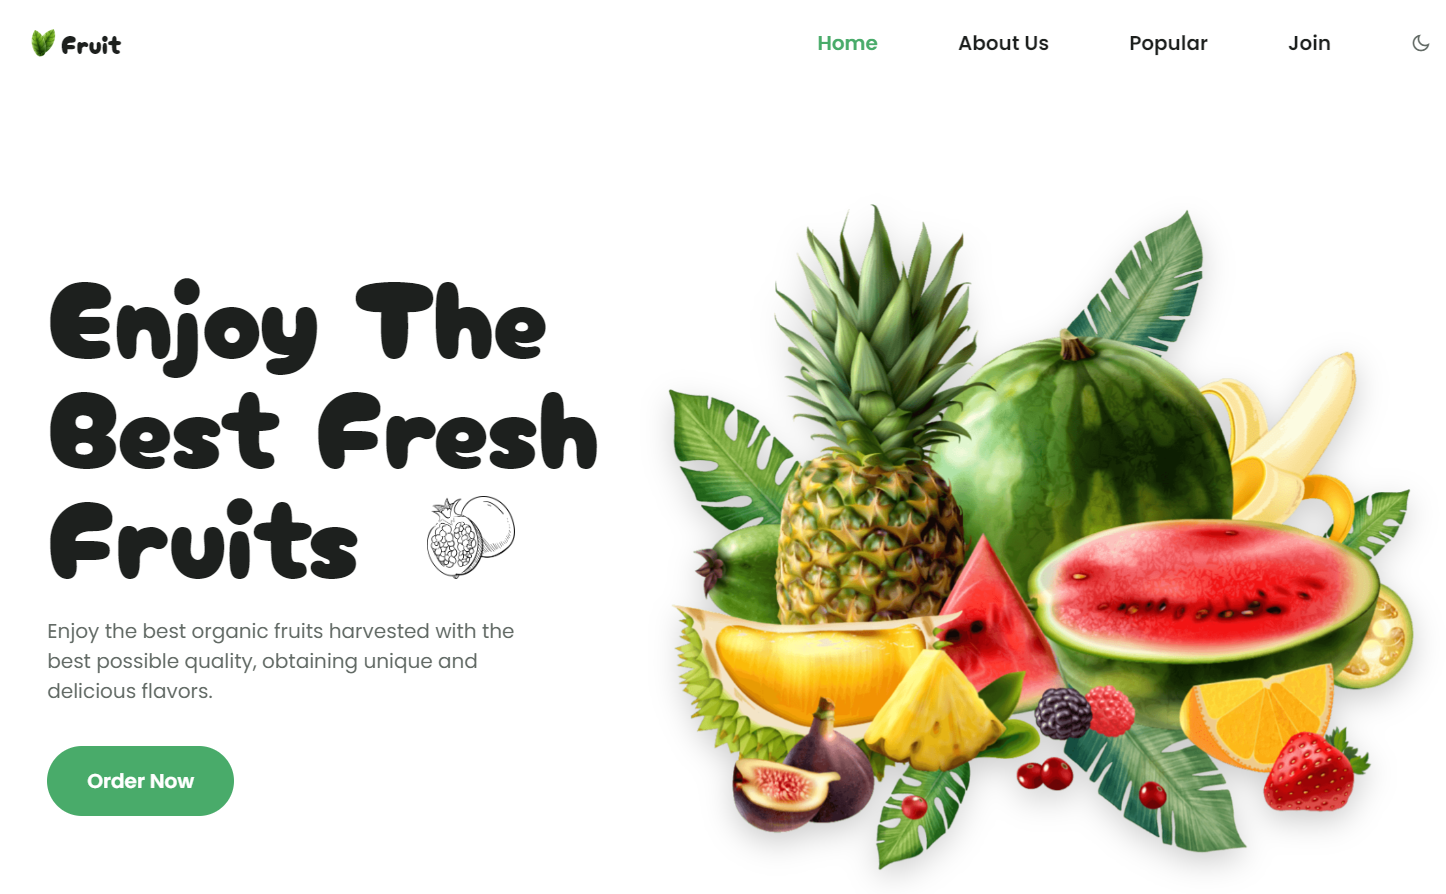 Fruit
Home
About Us
Popular
Join
Enjoy The
Best Fresh
Fruits
Enjoy the best organic fruits harvested with the
best possible quality, obtaining unique and
delicious flavors.
Order Now